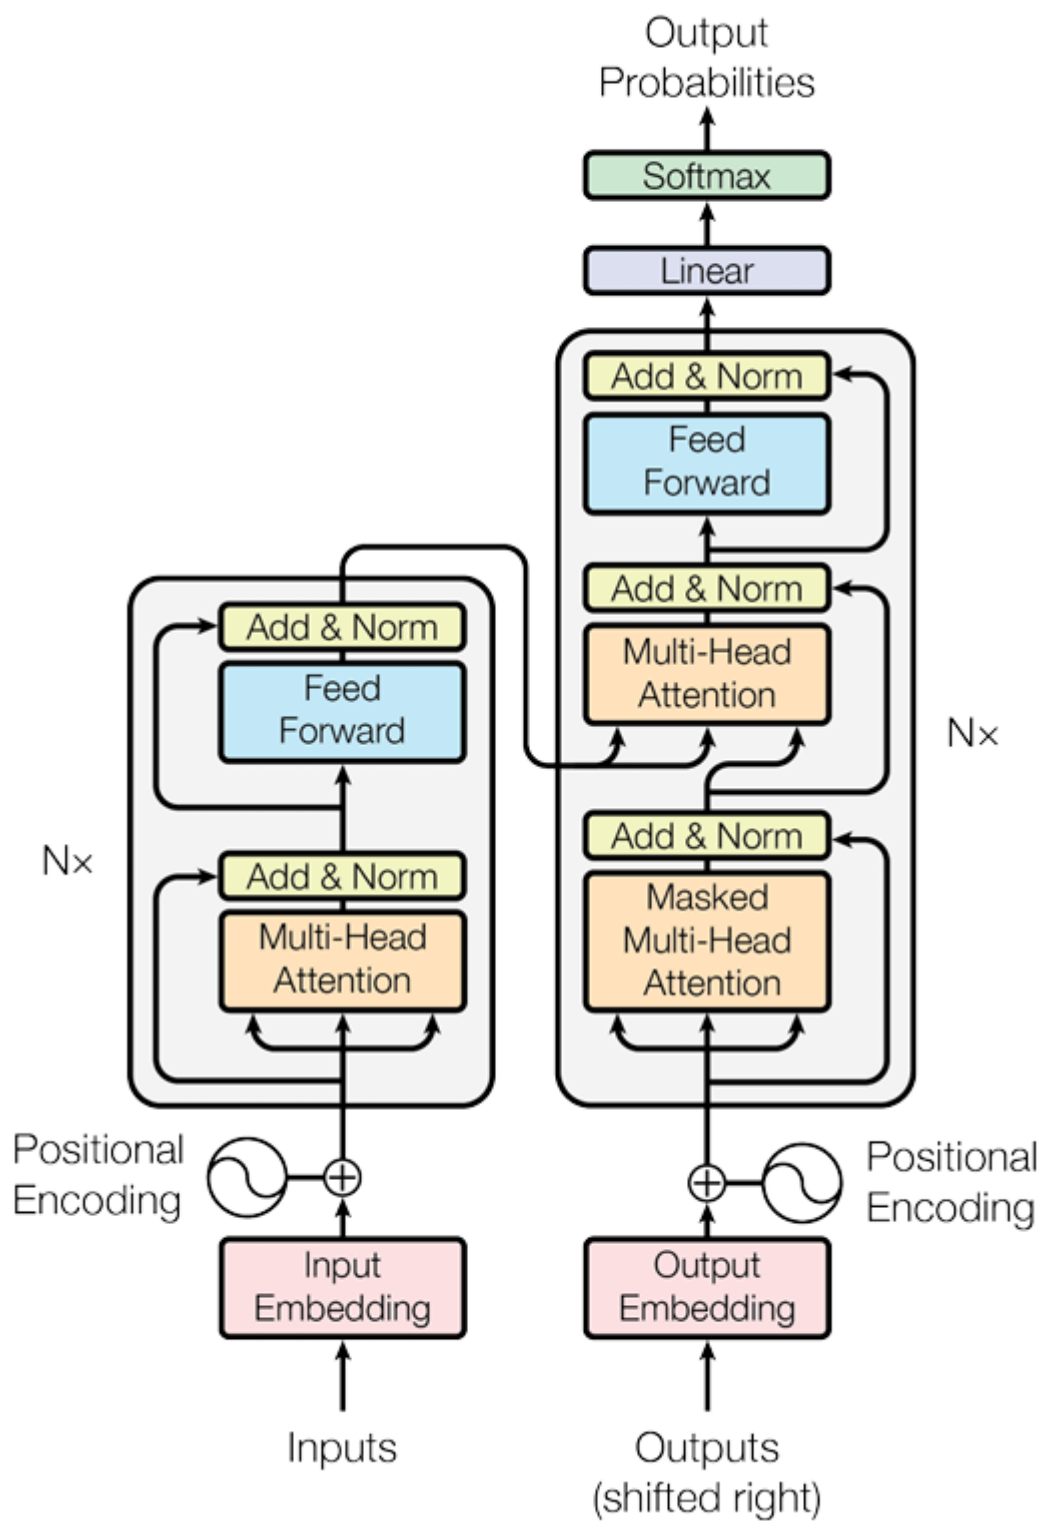 Output
Probabilities
Softmax
Linear
Add & Norm
Feed
Forward
Add & Norm
Multi-Head
Attention
Add & Norm
Masked
Multi-Head
Attention
N×
Positional
Encoding
Output
Embedding
Outputs
(shifted right)
Add & Norm
Feed
Forward
Add & Norm
Multi-Head
Attention
N×
Positional
Encoding
Input
Embedding
Inputs